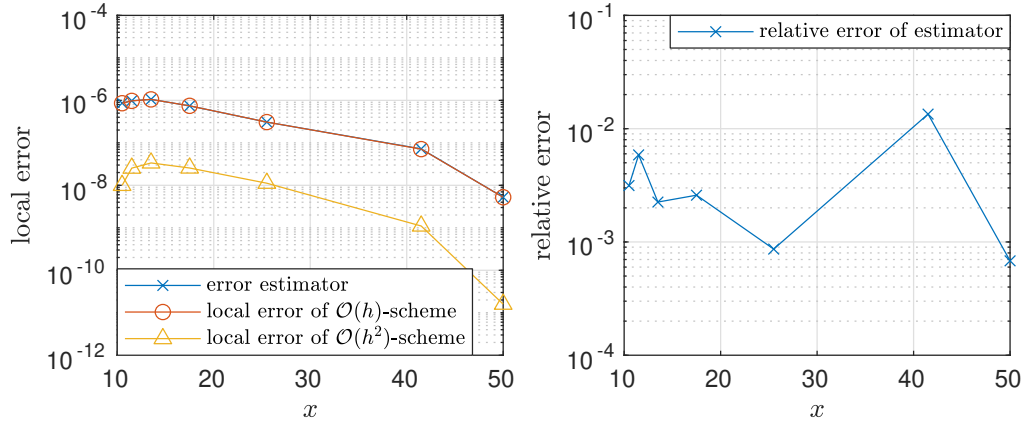 local error
10^-4
10^-6
10^-8
10^-10
10^-12
error estimator
local error of O(h)-scheme
local error of O(h²)-scheme
10 20 30 40 50
x
relative error
10^-1
10^-2
10^-3
10^-4
relative error of estimator
10 20 30 40 50
x